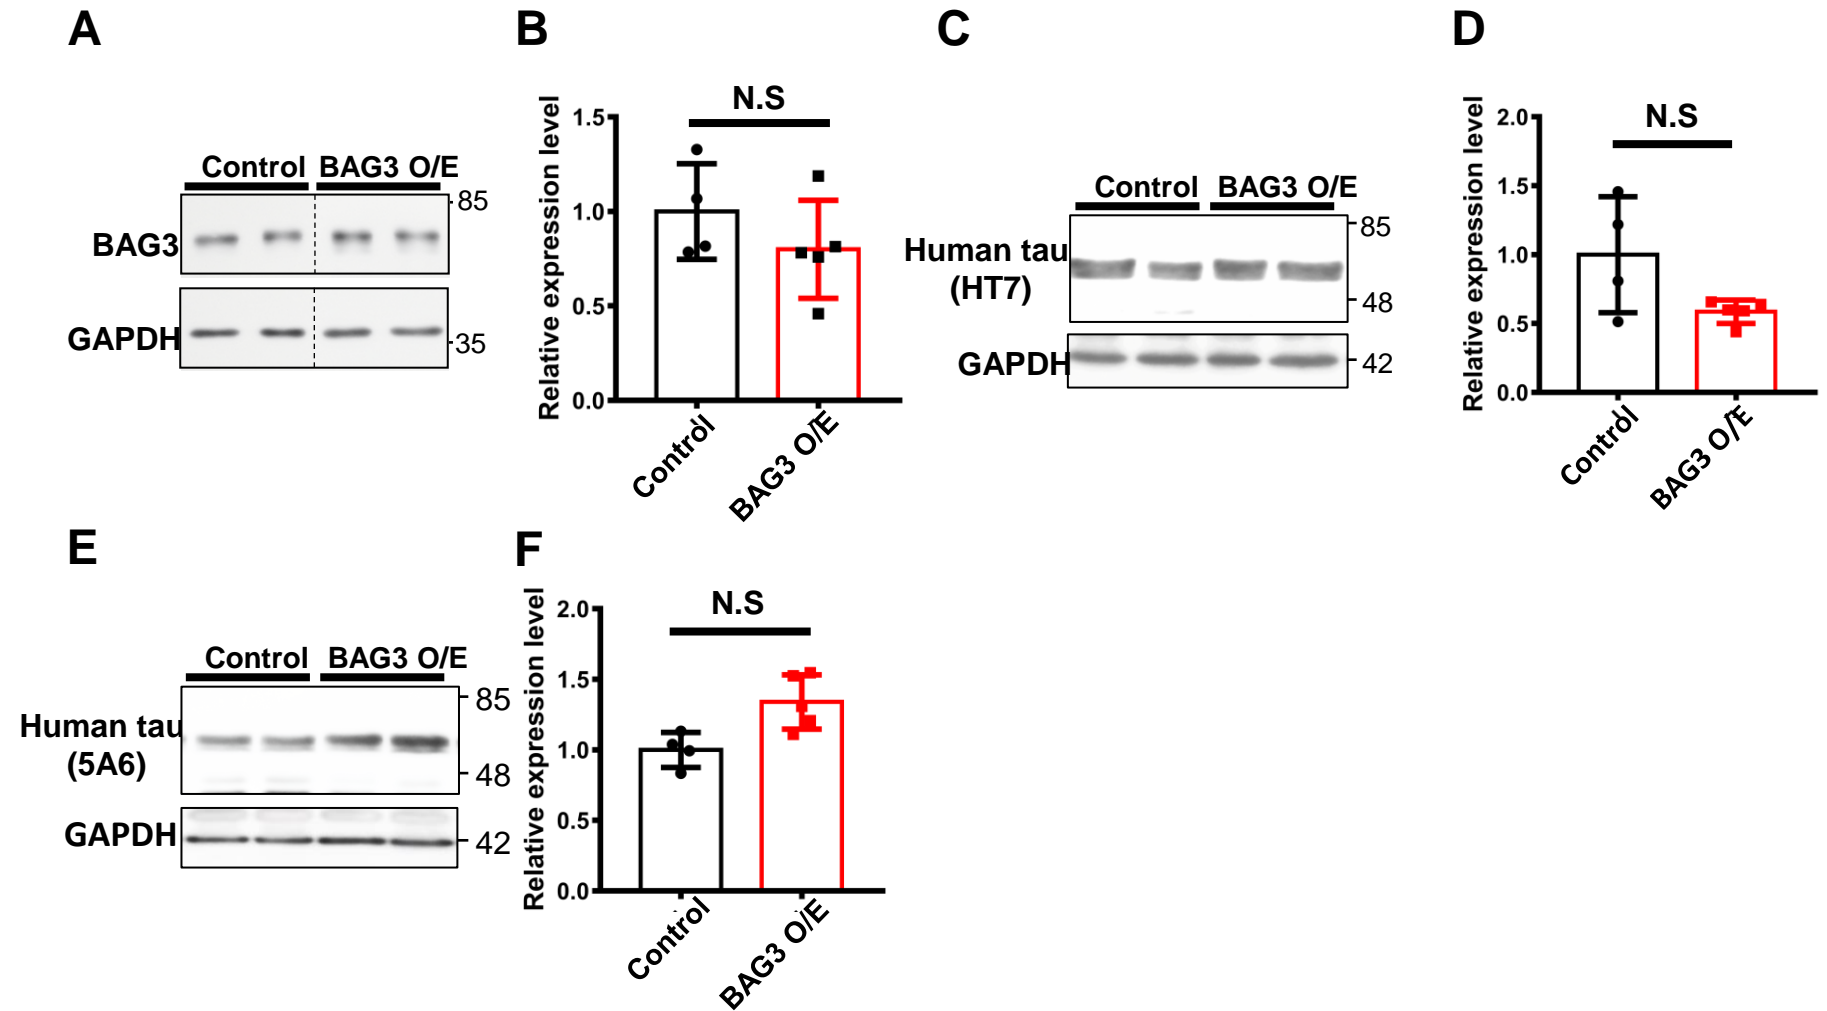 A
Control BAG3 O/E
BAG3
85
GAPDH
35
B
Relative expression level
N.S
1.5
1.0
0.5
0.0
Control
BAG3 O/E
C
Control BAG3 O/E
Human tau
(HT7)
85
48
GAPDH
42
D
Relative expression level
N.S
2.0
1.5
1.0
0.5
0.0
Control
BAG3 O/E
E
Control BAG3 O/E
Human tau
(5A6)
85
48
GAPDH
42
F
Relative expression level
N.S
2.0
1.5
1.0
0.5
0.0
Control
BAG3 O/E